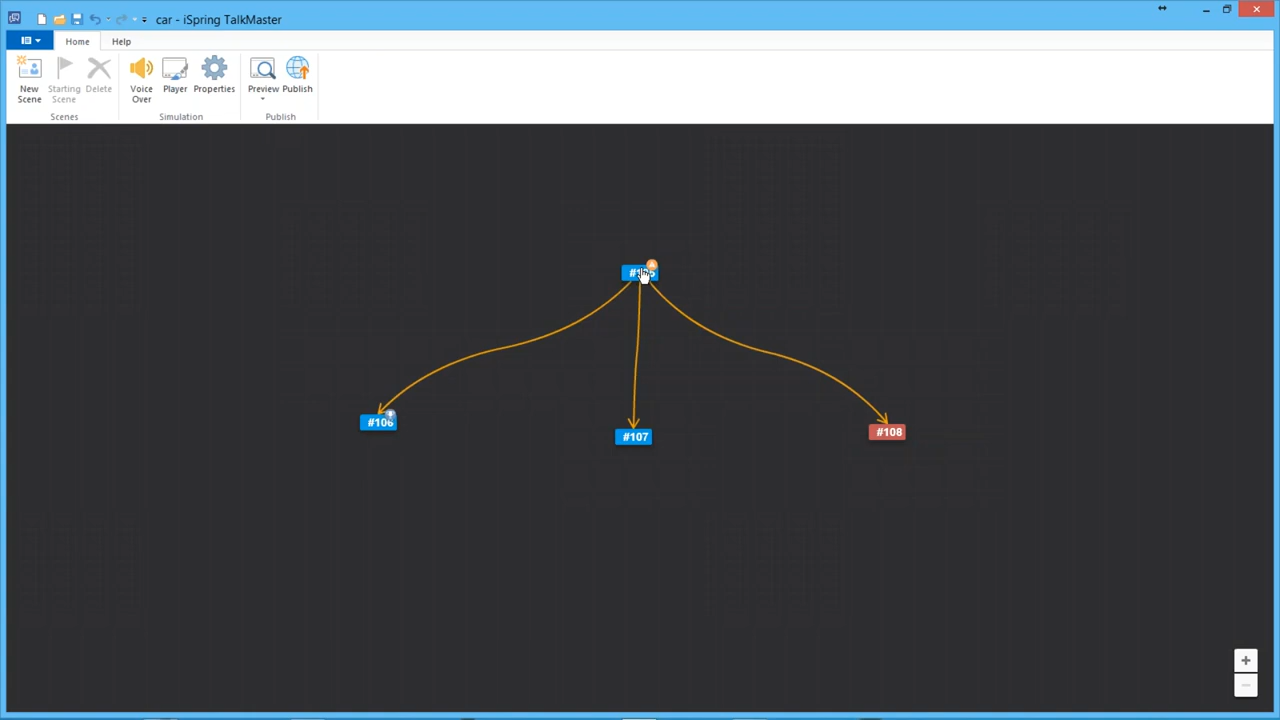 car - iSpring TalkMaster
Home Help
New Scene
Starting Scene
Delete
Voice Over
Player
Properties
Preview
Publish
Scenes
Simulation
Publish
#106
#107
#108